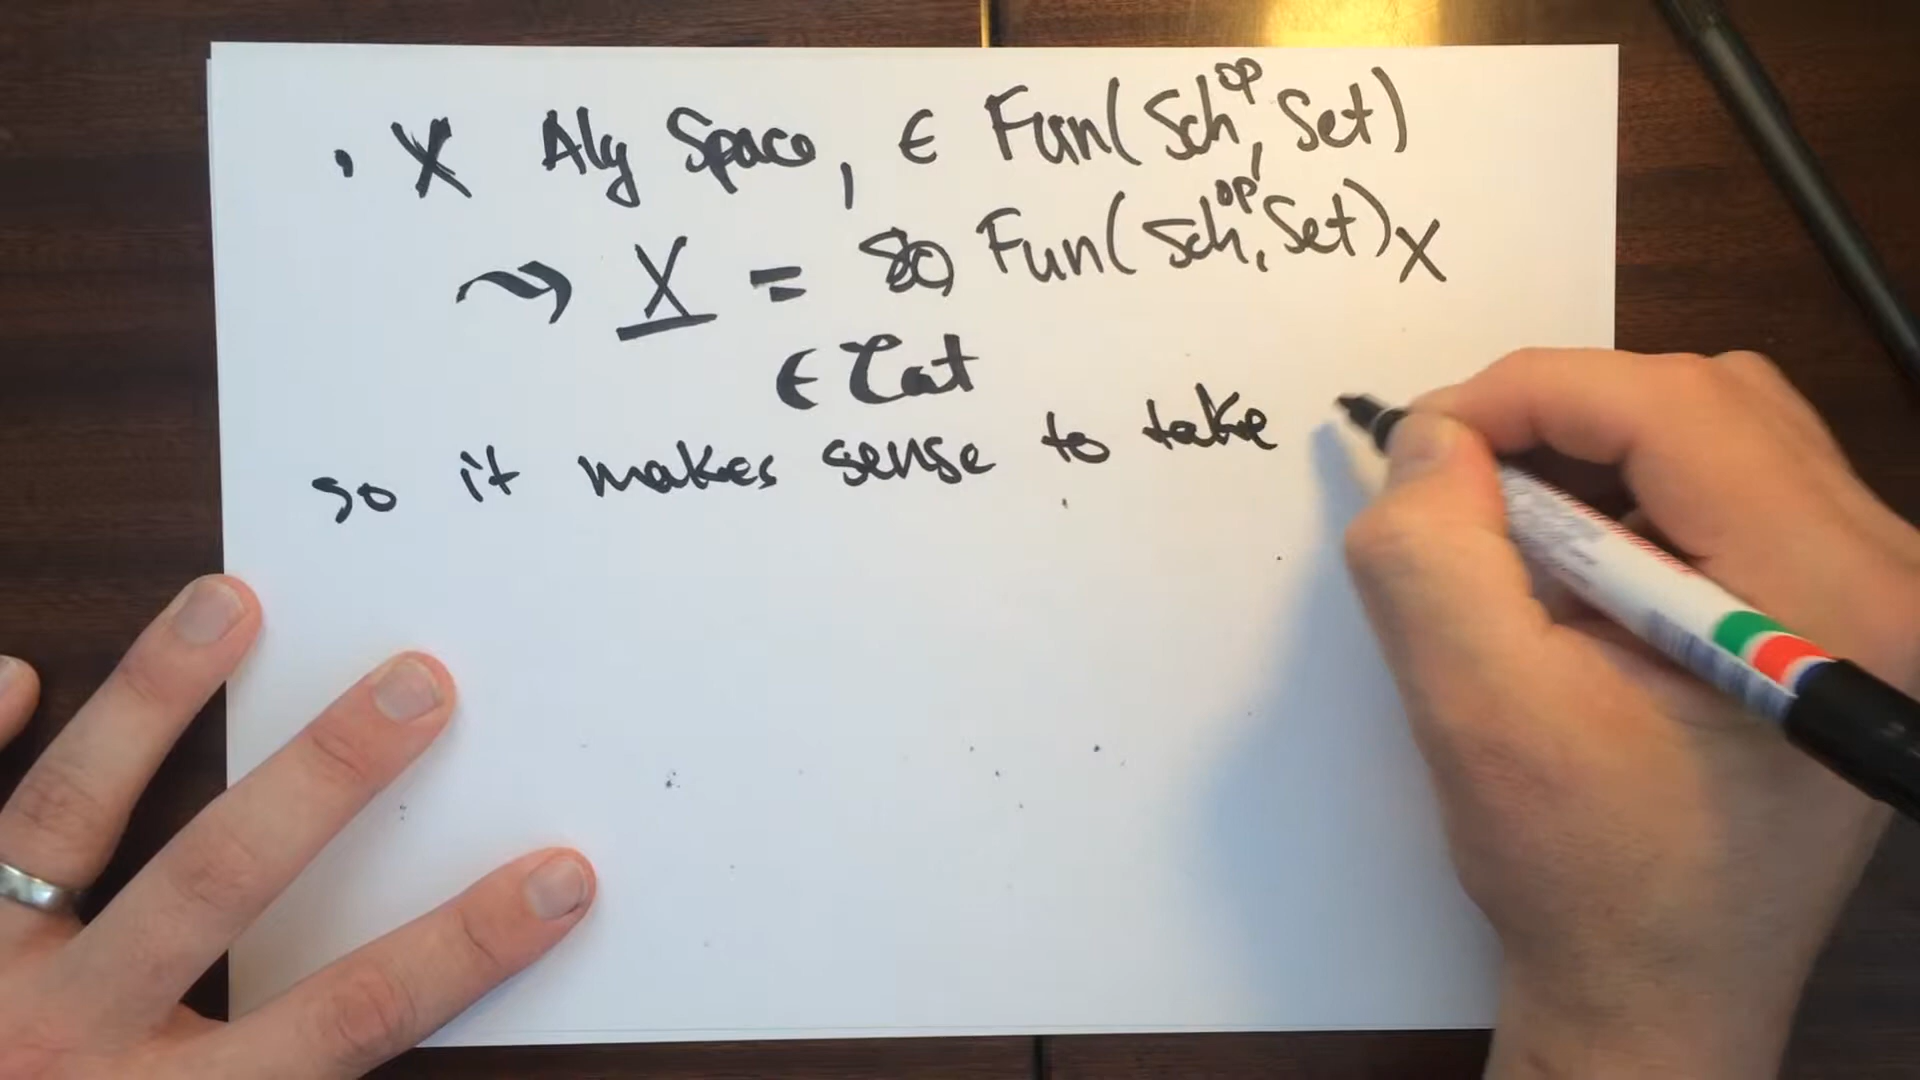 · X Alg Space, ∈ Fun(Sch^op, Set)
⇝ X = Fun(Sch^op, Set)_X
∈ Cat
so it makes sense to take